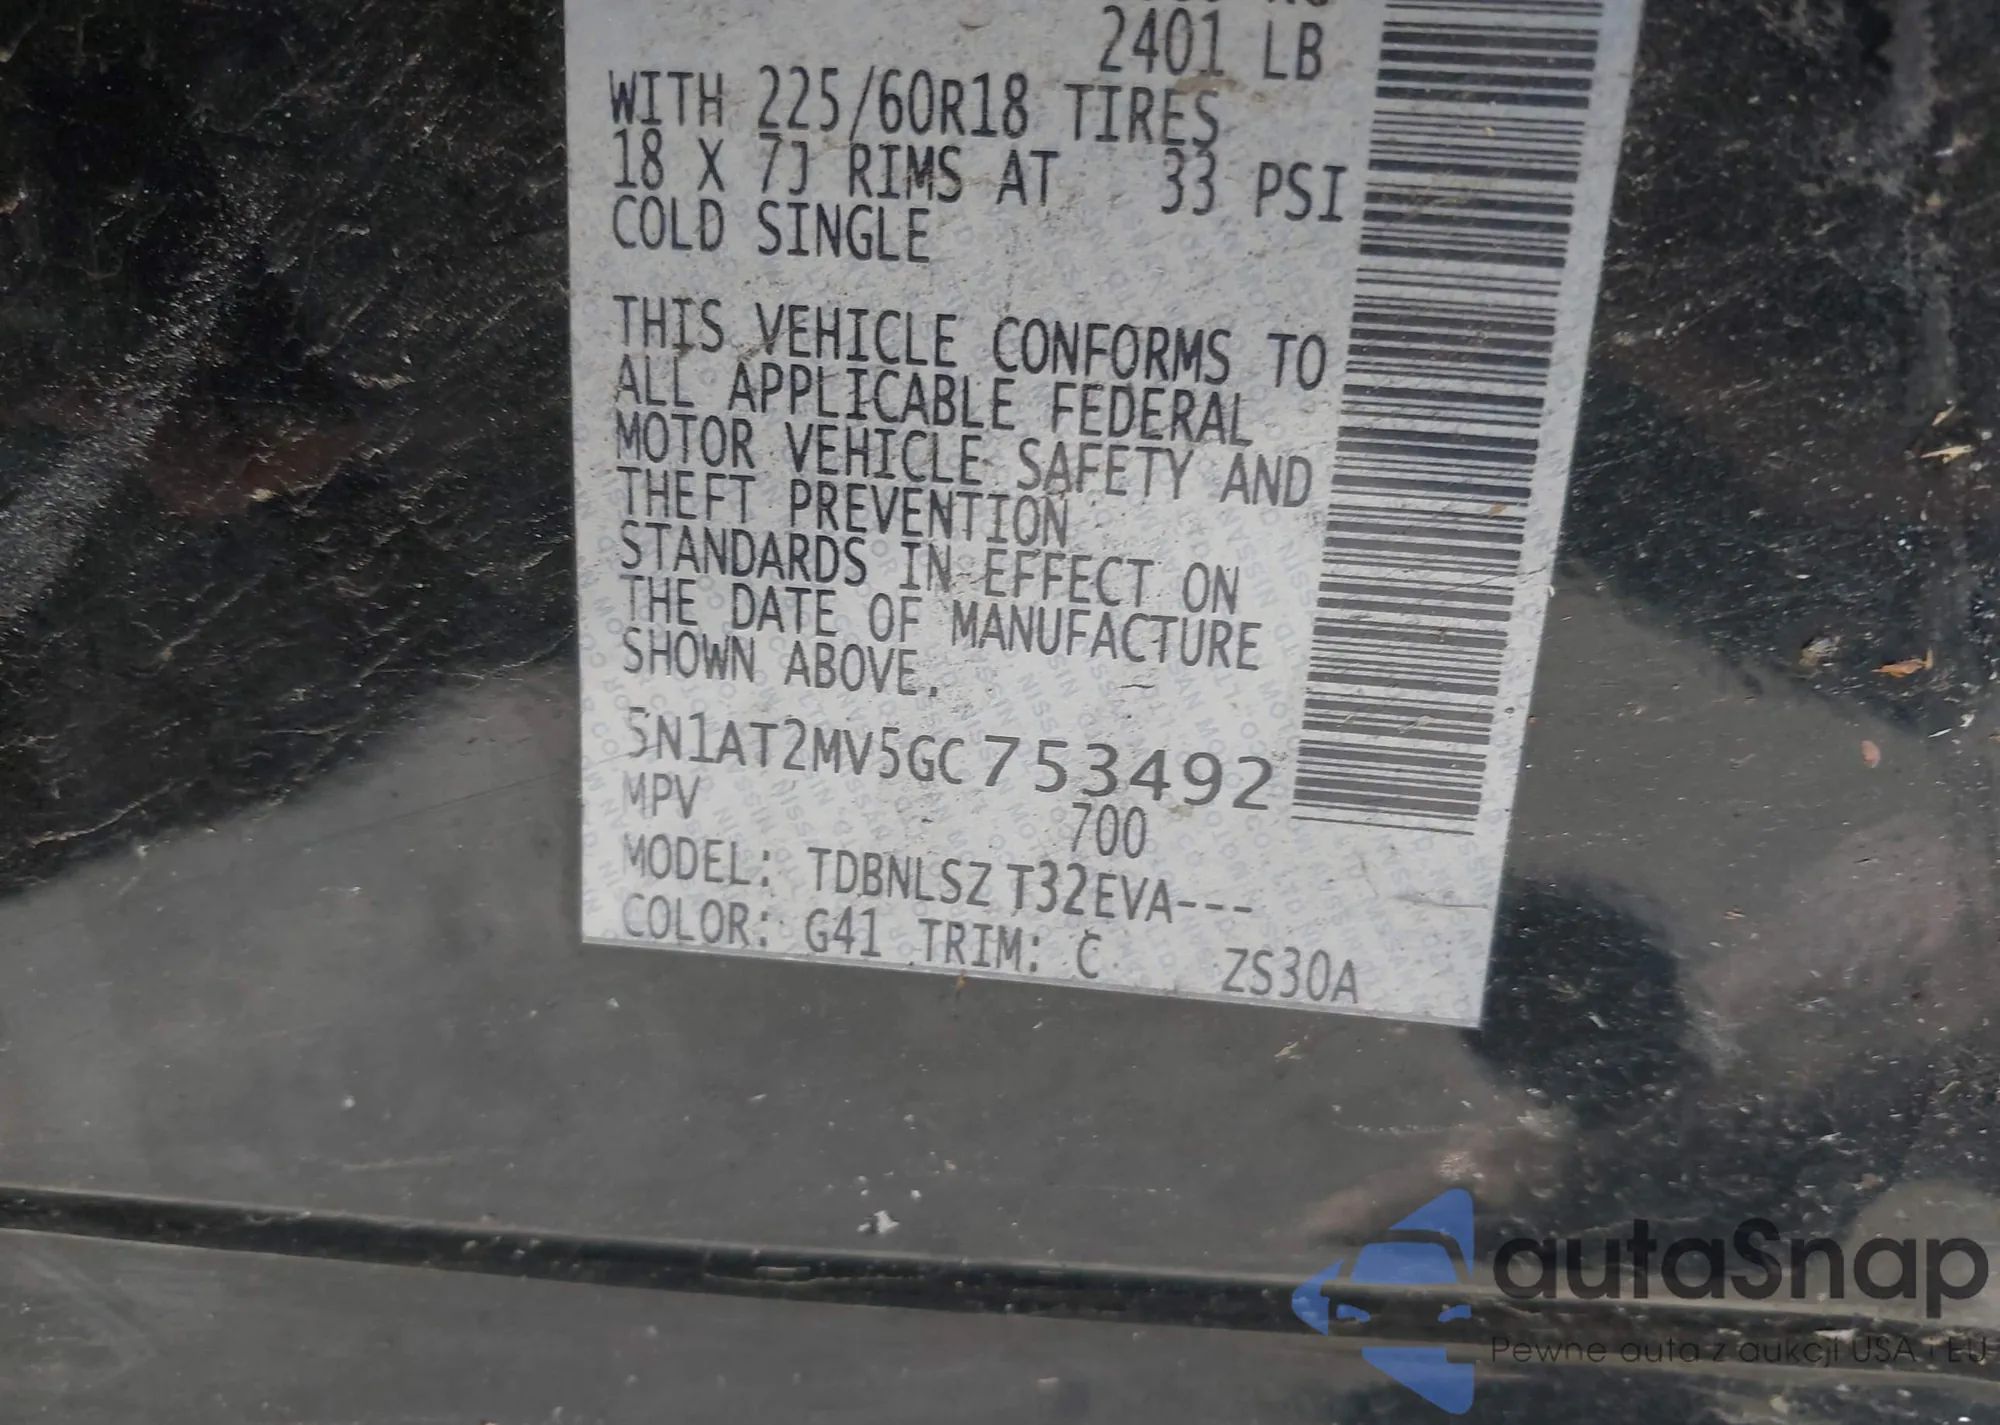 2401 LB
WITH 225/60R18 TIRES
18 X 7J RIMS AT 33 PSI
COLD SINGLE
THIS VEHICLE CONFORMS TO
ALL APPLICABLE FEDERAL
MOTOR VEHICLE SAFETY AND
THEFT PREVENTION
STANDARDS IN EFFECT ON
THE DATE OF MANUFACTURE
SHOWN ABOVE.
5N1AT2MV5GC753492
MPV 700
MODEL: TDBNLSZ T32EVA---
COLOR: G41 TRIM: C ZS30A
autaSnap
Pewne auta z aukcji USA i EU